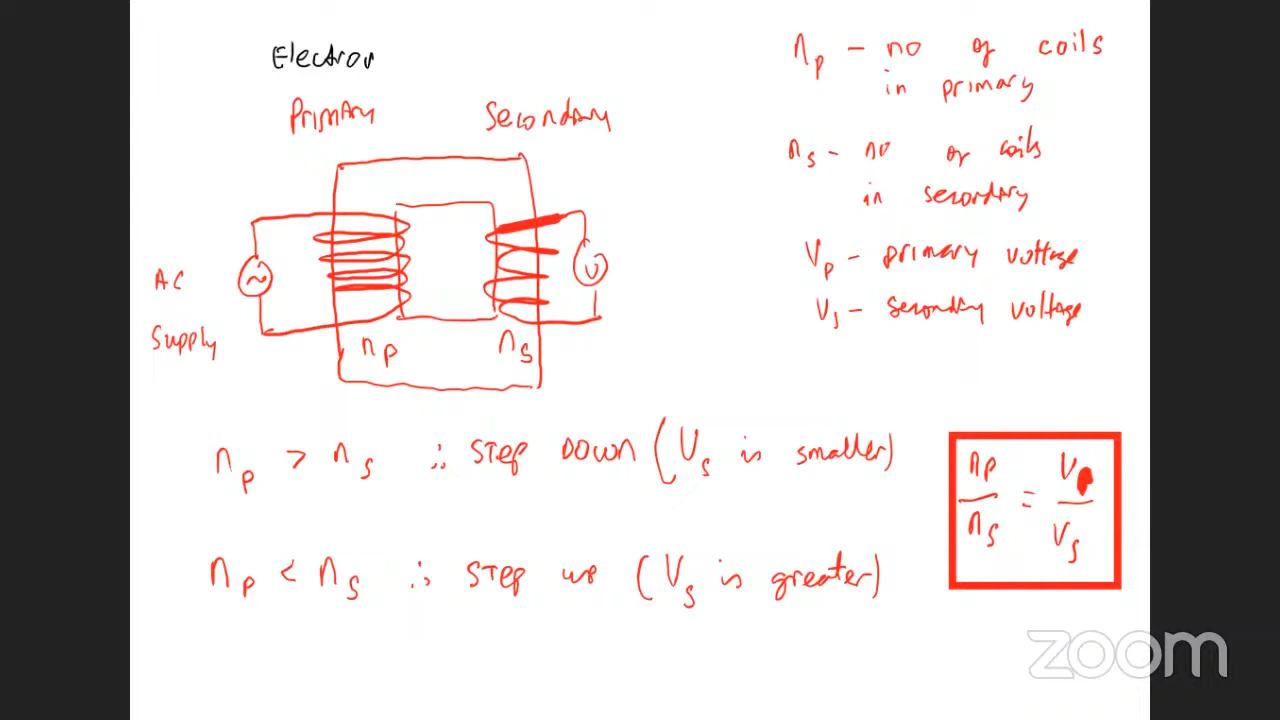 Electron
Primary
Secondary
AC
Supply
~
V
np
ns
np - no of coils
in primary
ns - no of coils
in secondary
Vp - primary voltage
Vs - secondary voltage
np > ns ∴ STEP DOWN (Vs is smaller)
np < ns ∴ STEP up (Vs is greater)
np/ns = Vp/Vs
zoom